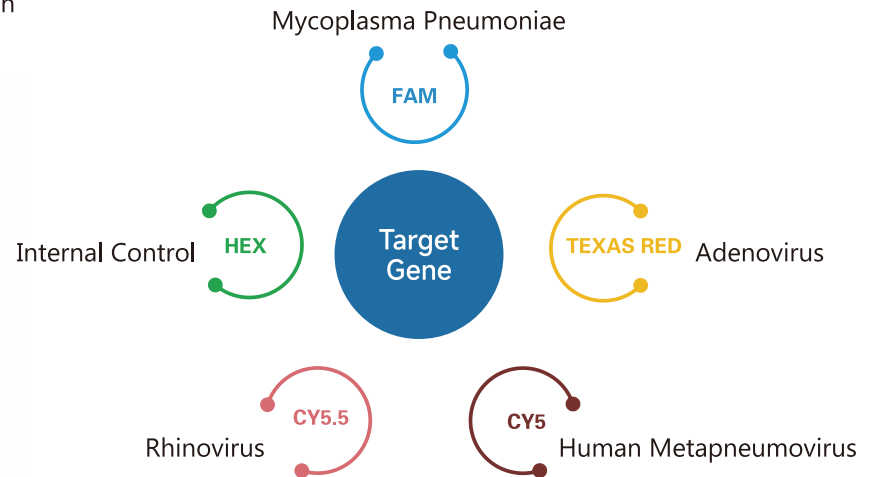 n
Mycoplasma Pneumoniae
FAM
Internal Control
HEX
Target
Gene
TEXAS RED
Adenovirus
CY5.5
Rhinovirus
CY5
Human Metapneumovirus